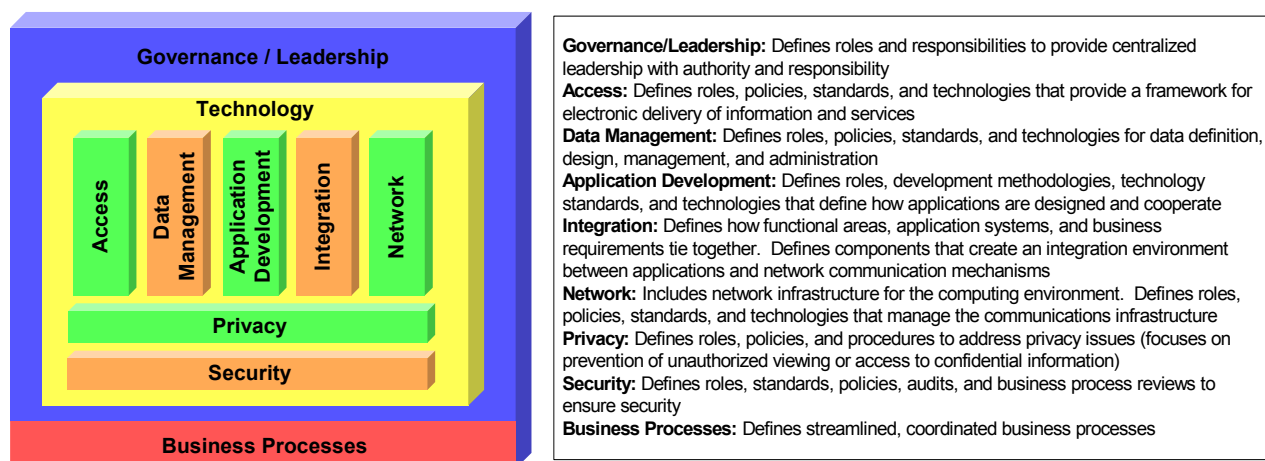 Governance / Leadership
Technology
Access
Data
Management
Application
Development
Integration
Network
Privacy
Security
Business Processes
Governance/Leadership: Defines roles and responsibilities to provide centralized
leadership with authority and responsibility
Access: Defines roles, policies, standards, and technologies that provide a framework for
electronic delivery of information and services
Data Management: Defines roles, policies, standards, and technologies for data definition,
design, management, and administration
Application Development: Defines roles, development methodologies, technology
standards, and technologies that define how applications are designed and cooperate
Integration: Defines how functional areas, application systems, and business
requirements tie together.  Defines components that create an integration environment
between applications and network communication mechanisms
Network: Includes network infrastructure for the computing environment.  Defines roles,
policies, standards, and technologies that manage the communications infrastructure
Privacy: Defines roles, policies, and procedures to address privacy issues (focuses on
prevention of unauthorized viewing or access to confidential information)
Security: Defines roles, standards, policies, audits, and business process reviews to
ensure security
Business Processes: Defines streamlined, coordinated business processes